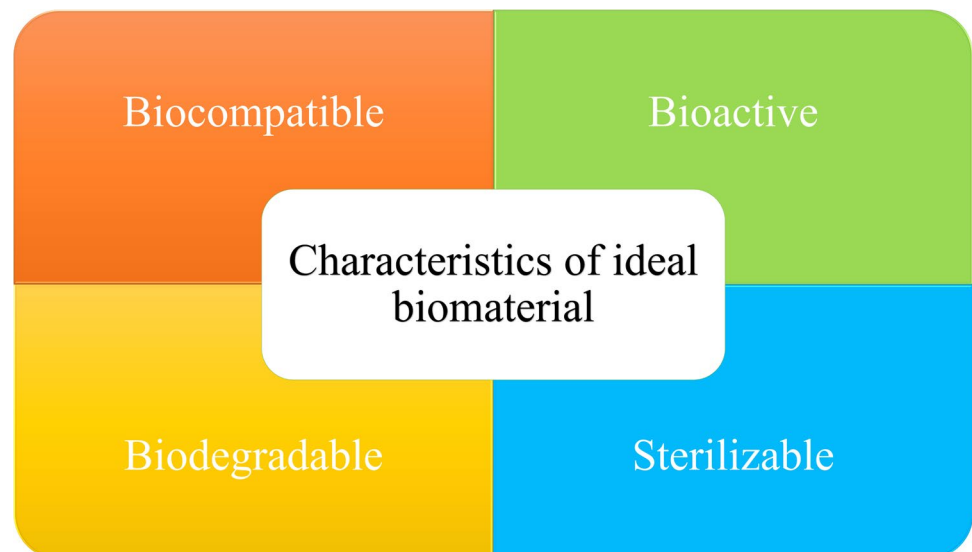 Biocompatible
Bioactive
Characteristics of ideal
biomaterial
Biodegradable
Sterilizable